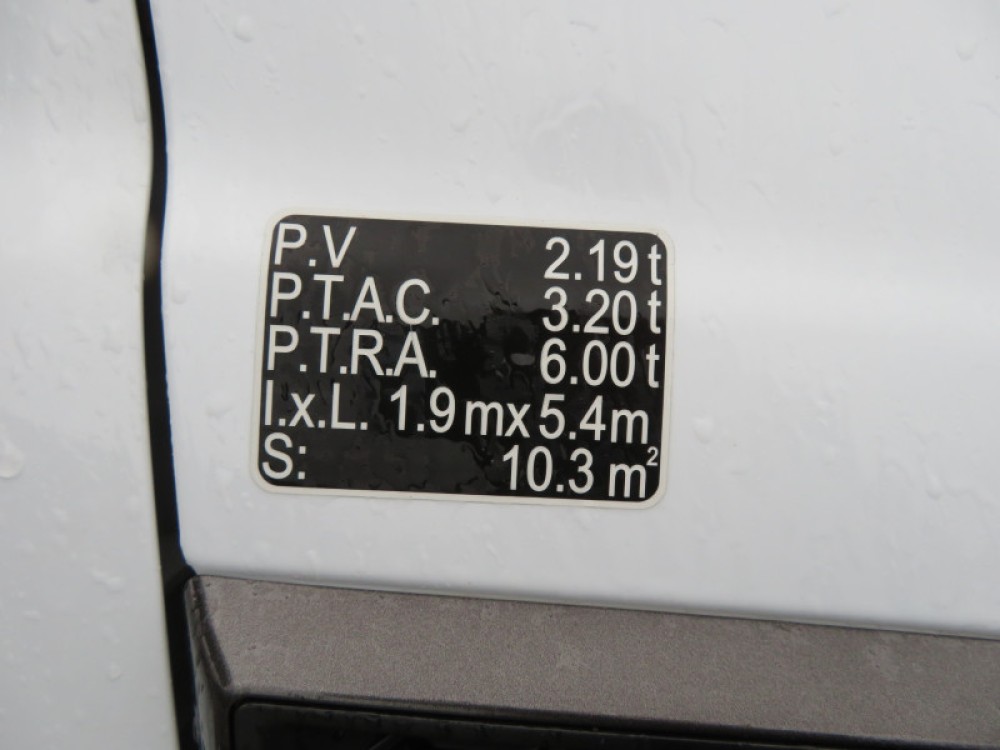 P.V 2.19 t
P.T.A.C. 3.20 t
P.T.R.A. 6.00 t
l.x.L. 1.9 mx 5.4m
S: 10.3 m²